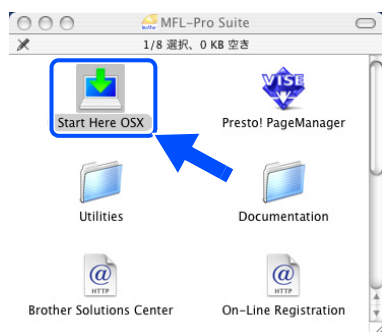 brother MFL-Pro Suite
1/8 選択、0 KB 空き
VISE
Start Here OSX
Presto! PageManager
Utilities
Documentation
@ @
HTTP HTTP
Brother Solutions Center
On-Line Registration